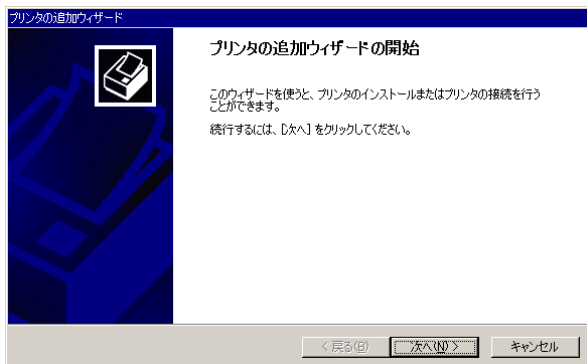 プリンタの追加ウィザード
プリンタの追加ウィザードの開始
このウィザードを使うと、プリンタのインストールまたはプリンタの接続を行う
ことができます。
続行するには、[次へ] をクリックしてください。
< 戻る(B)
次へ(N) >
キャンセル